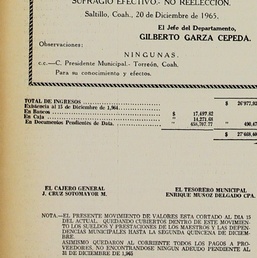 SUFRAGIO EFECTIVO.- NO REELECCION.
Saltillo, Coah., 20 de Diciembre de 1965.
El Jefe del Departamento,
GILBERTO GARZA CEPEDA.
Observaciones:
NINGUNAS.
c.c.—C. Presidente Municipal.- Torreón, Coah.
Para su conocimiento y efectos.
TOTAL DE INGRESOS $
Existencia al 15 de Diciembre de 1,964.
En Bancos $ 17,497.82
En Caja
En Documentos Pendientes de Data.
$
EL CAJERO GENERAL
J. CRUZ SOTOMAYOR M.
EL TESORERO MUNICIPAL
ENRIQUE MUÑOZ DELGADO CPA.
NOTA.—EL PRESENTE MOVIMIENTO DE VALORES ESTA CORTADO AL DIA 15
DEL ACTUAL. QUEDANDO CUBIERTOS DENTRO DE ESTE MOVIMIEN-
TO LOS SUELDOS Y PRESTACIONES DE LOS MAESTROS Y LAS DEPEN-
DENCIAS MUNICIPALES HASTA LA SEGUNDA QUINCENA DE DICIEM-
BRE.
ASIMISMO QUEDARON AL CORRIENTE TODOS LOS PAGOS A PRO-
VEEDORES. NO ENCONTRANDOSE NINGUN ADEUDO PENDIENTE AL
31 DE DICIEMBRE DE 1,965